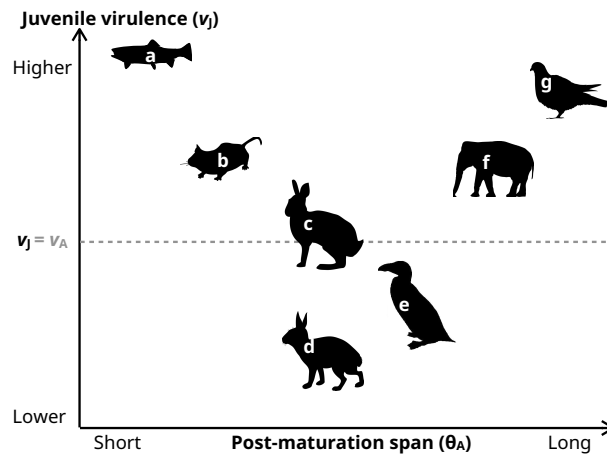 Juvenile virulence (vJ)
Higher
a
g
b
f
c
vJ = vA
e
d
Lower
Short
Post-maturation span (θA)
Long